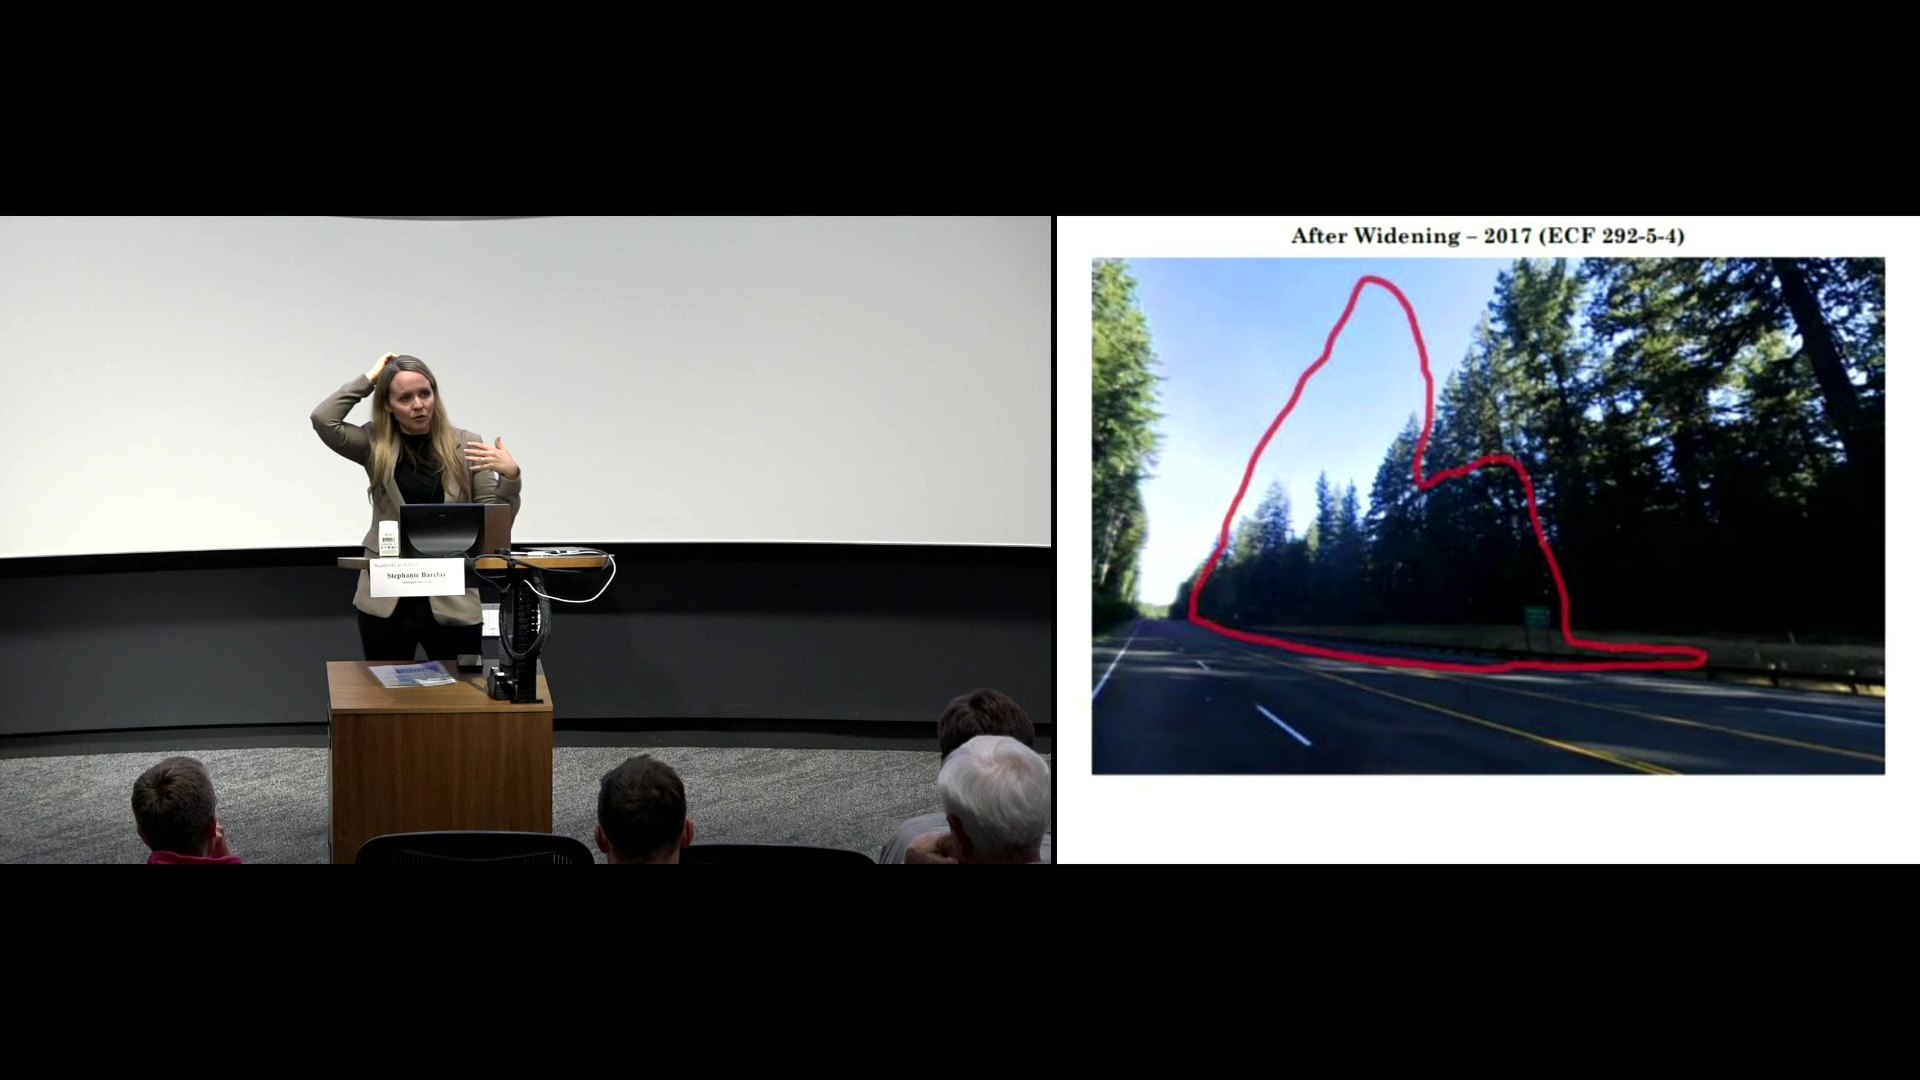 After Widening – 2017 (ECF 292-5-4)
Stephanie Barclay